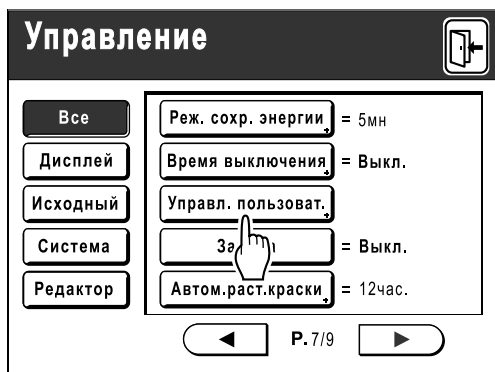 Управление
Все
Реж. сохр. энергии = 5мн
Дисплей
Время выключения = Выкл.
Исходный
Управл. пользоват.
Система
= Выкл.
Редактор
Автом.раст.краски = 12час.
P. 7/9